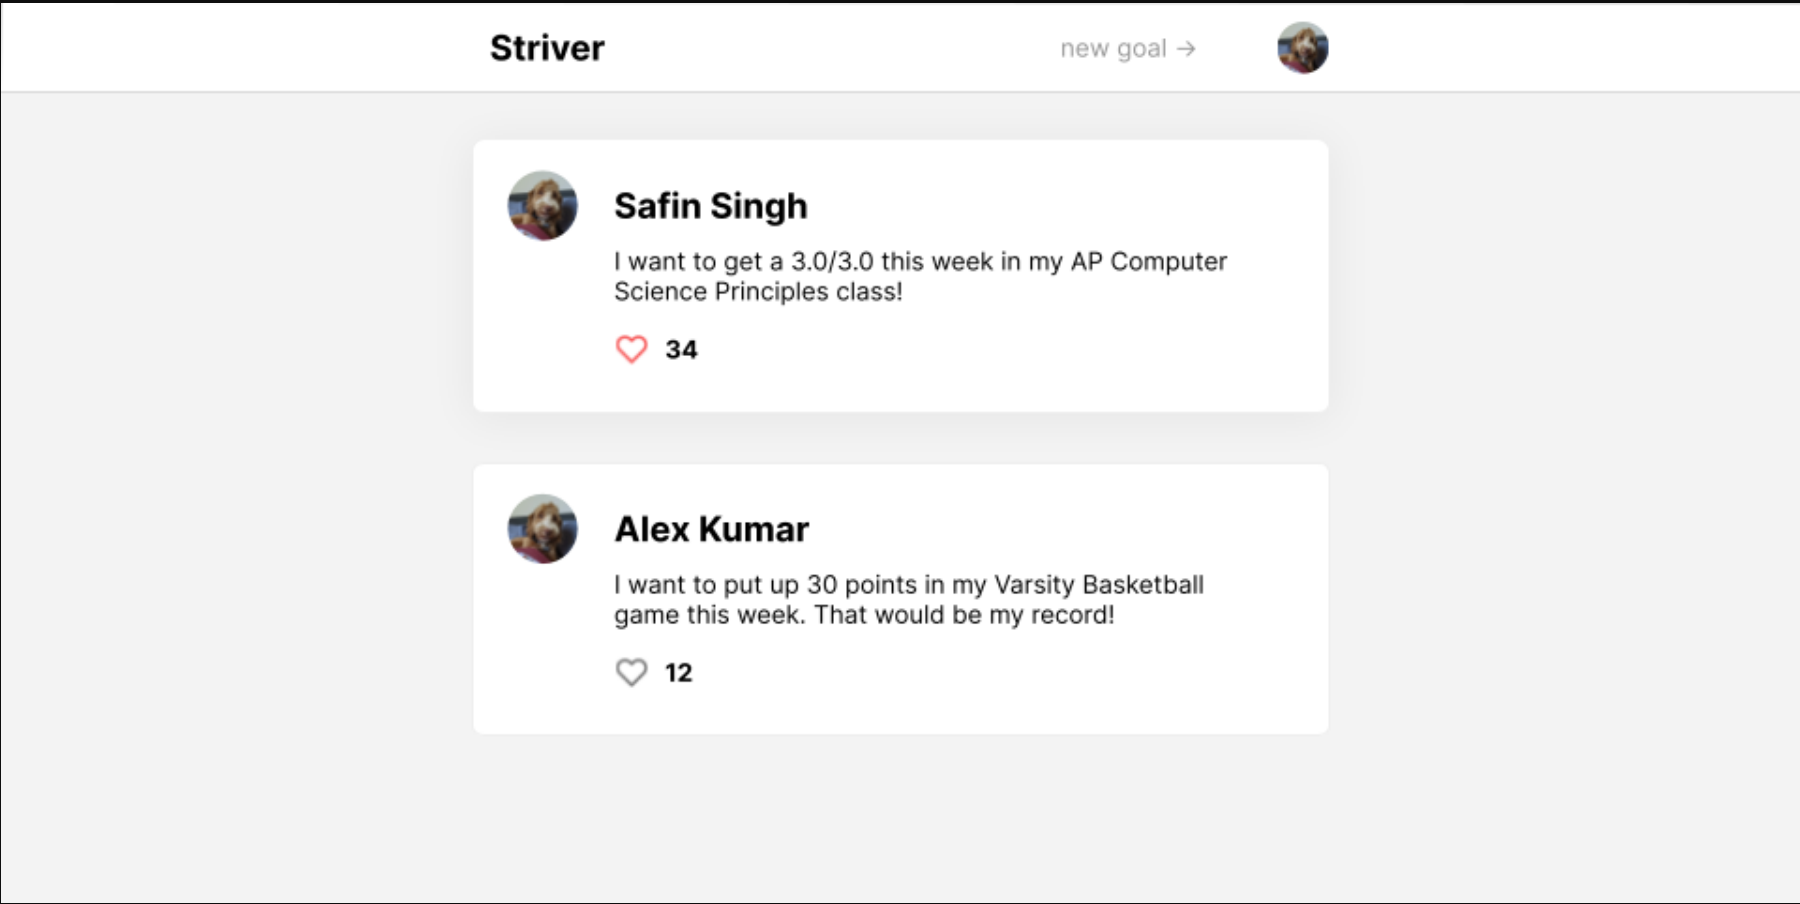 Striver
new goal →
Safin Singh
I want to get a 3.0/3.0 this week in my AP Computer
Science Principles class!
34
Alex Kumar
I want to put up 30 points in my Varsity Basketball
game this week. That would be my record!
12